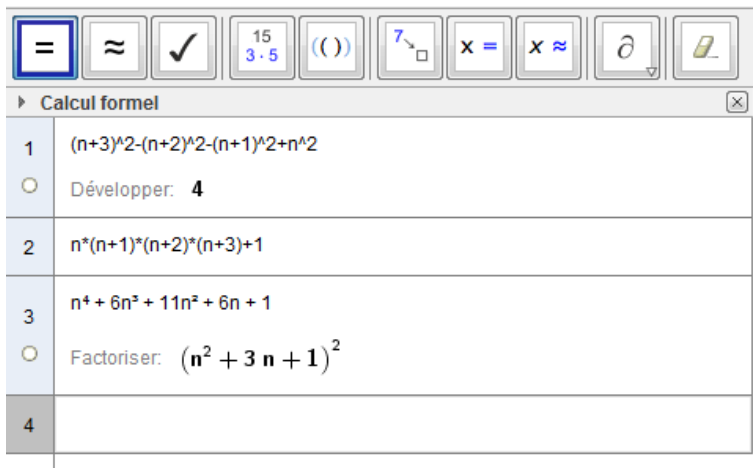 = ≈ ✓ 15 (( )) 7 x = x ≈ ∂
3 · 5
Calcul formel
1 (n+3)^2-(n+2)^2-(n+1)^2+n^2
Développer: 4
2 n*(n+1)*(n+2)*(n+3)+1
3 n⁴ + 6n³ + 11n² + 6n + 1
Factoriser: (n² + 3 n + 1)²
4